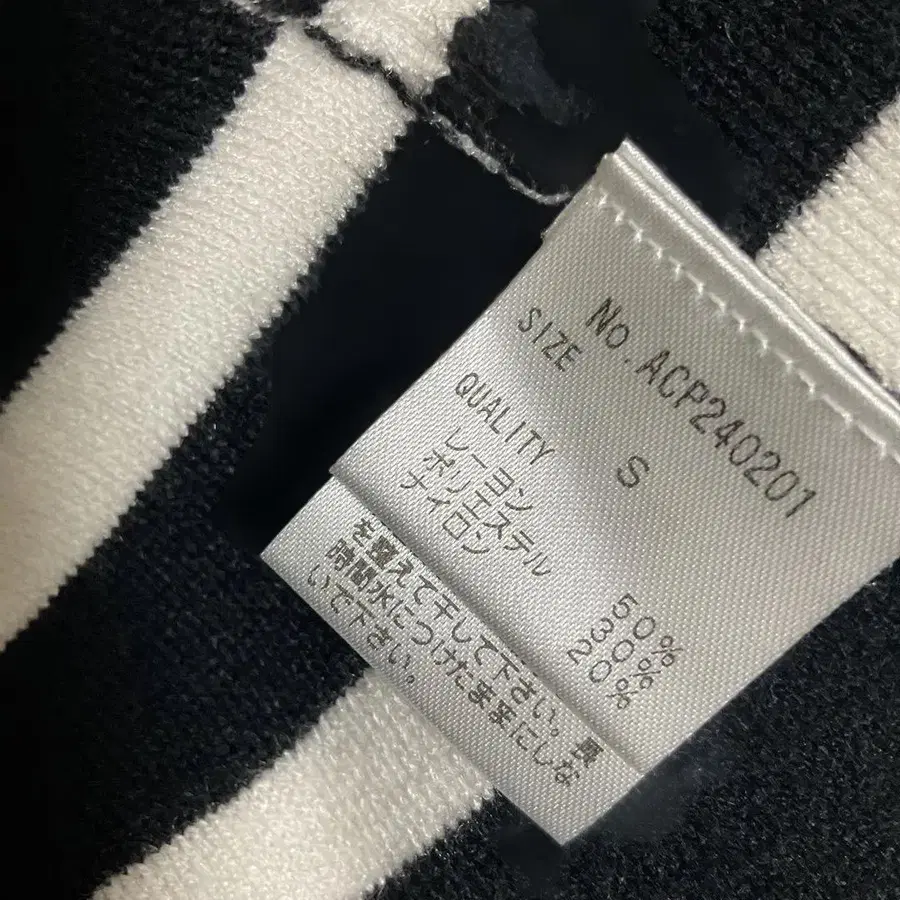 No. ACP240201
SIZE S
QUALITY
レーヨン 50%
ポリエステル 30%
ナイロン 20%
を整えて干して下さい。長
時間水につけたままにしな
いで下さい。